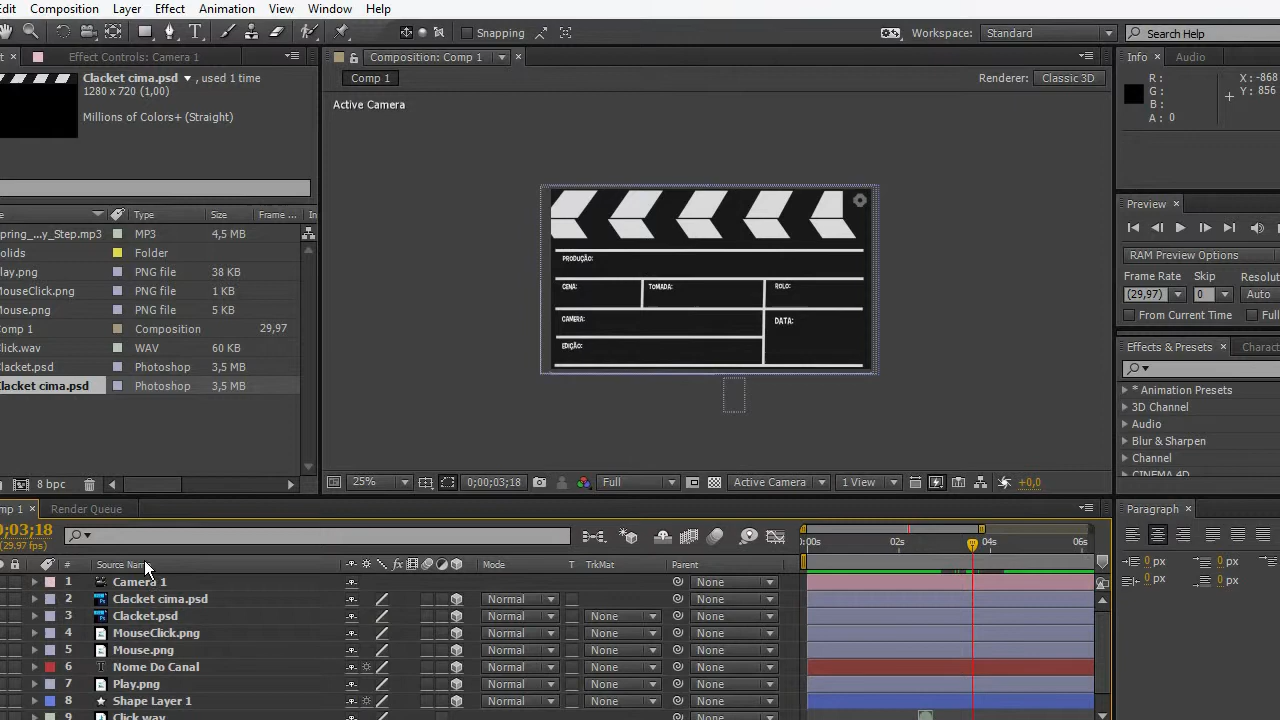 Edit Composition Layer Effect Animation View Window Help
Snapping Workspace: Standard Search Help
Effect Controls: Camera 1
Composition: Comp 1
Info Audio
Clacket cima.psd , used 1 time
1280 x 720 (1,00)
Millions of Colors+ (Straight)
Comp 1
Renderer: Classic 3D
R: X: -868
G: Y: 856
B:
A: 0
Active Camera
PRODUÇÃO:
CENA: TOMADA: ROLO:
CAMERA: DATA:
EDIÇÃO:
Type Size Frame ... In
pring_...y_Step.mp3 MP3 4,5 MB
olids Folder
lay.png PNG file 38 KB
MouseClick.png PNG file 1 KB
Mouse.png PNG file 5 KB
Comp 1 Composition 29,97
lick.wav WAV 60 KB
lacket.psd Photoshop 3,5 MB
lacket cima.psd Photoshop 3,5 MB
8 bpc
Preview
RAM Preview Options
Frame Rate Skip Resolut
(29,97) 0 Auto
From Current Time Full
Effects & Presets Charact
* Animation Presets
3D Channel
Audio
Blur & Sharpen
Channel
CINEMA 4D
25% 0;00;03;18 Full Active Camera 1 View +0,0
mp 1 Render Queue
0;03;18
(29.97 fps)
:00s 02s 04s 06s
# Source Name Mode T TrkMat Parent
1 Camera 1 None
2 Clacket cima.psd Normal None
3 Clacket.psd Normal None None
4 MouseClick.png Normal None None
5 Mouse.png Normal None None
6 Nome Do Canal Normal None None
7 Play.png Normal None None
8 Shape Layer 1 Normal None None
9 Click.wav None
Paragraph
0 px 0 px
0 px 0 px